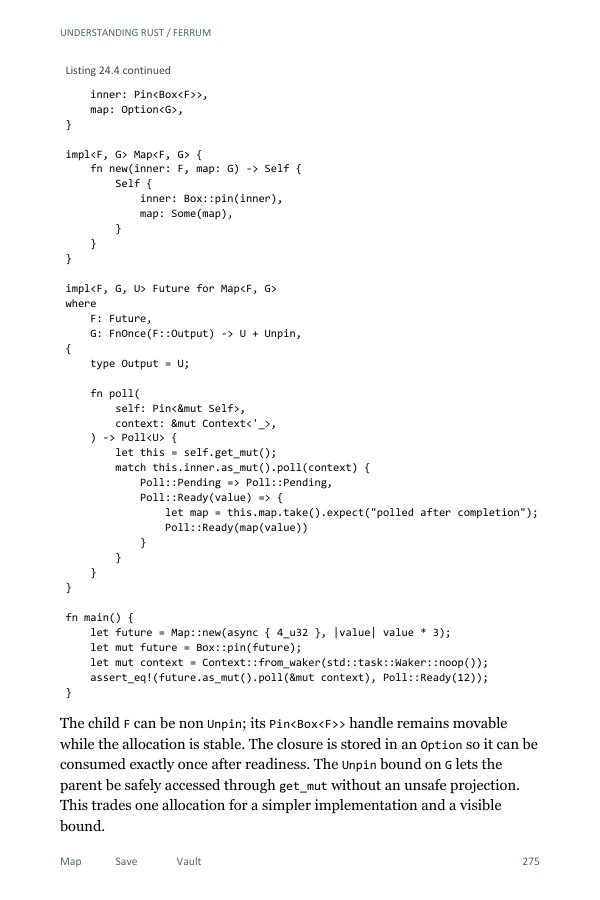 UNDERSTANDING RUST / FERRUM
Listing 24.4 continued
    inner: Pin<Box<F>>,
    map: Option<G>,
}

impl<F, G> Map<F, G> {
    fn new(inner: F, map: G) -> Self {
        Self {
            inner: Box::pin(inner),
            map: Some(map),
        }
    }
}

impl<F, G, U> Future for Map<F, G>
where
    F: Future,
    G: FnOnce(F::Output) -> U + Unpin,
{
    type Output = U;

    fn poll(
        self: Pin<&mut Self>,
        context: &mut Context<'_>,
    ) -> Poll<U> {
        let this = self.get_mut();
        match this.inner.as_mut().poll(context) {
            Poll::Pending => Poll::Pending,
            Poll::Ready(value) => {
                let map = this.map.take().expect("polled after completion");
                Poll::Ready(map(value))
            }
        }
    }
}

fn main() {
    let future = Map::new(async { 4_u32 }, |value| value * 3);
    let mut future = Box::pin(future);
    let mut context = Context::from_waker(std::task::Waker::noop());
    assert_eq!(future.as_mut().poll(&mut context), Poll::Ready(12));
}
The child F can be non Unpin; its Pin<Box<F>> handle remains movable
while the allocation is stable. The closure is stored in an Option so it can be
consumed exactly once after readiness. The Unpin bound on G lets the
parent be safely accessed through get_mut without an unsafe projection.
This trades one allocation for a simpler implementation and a visible
bound.
Map Save Vault 275